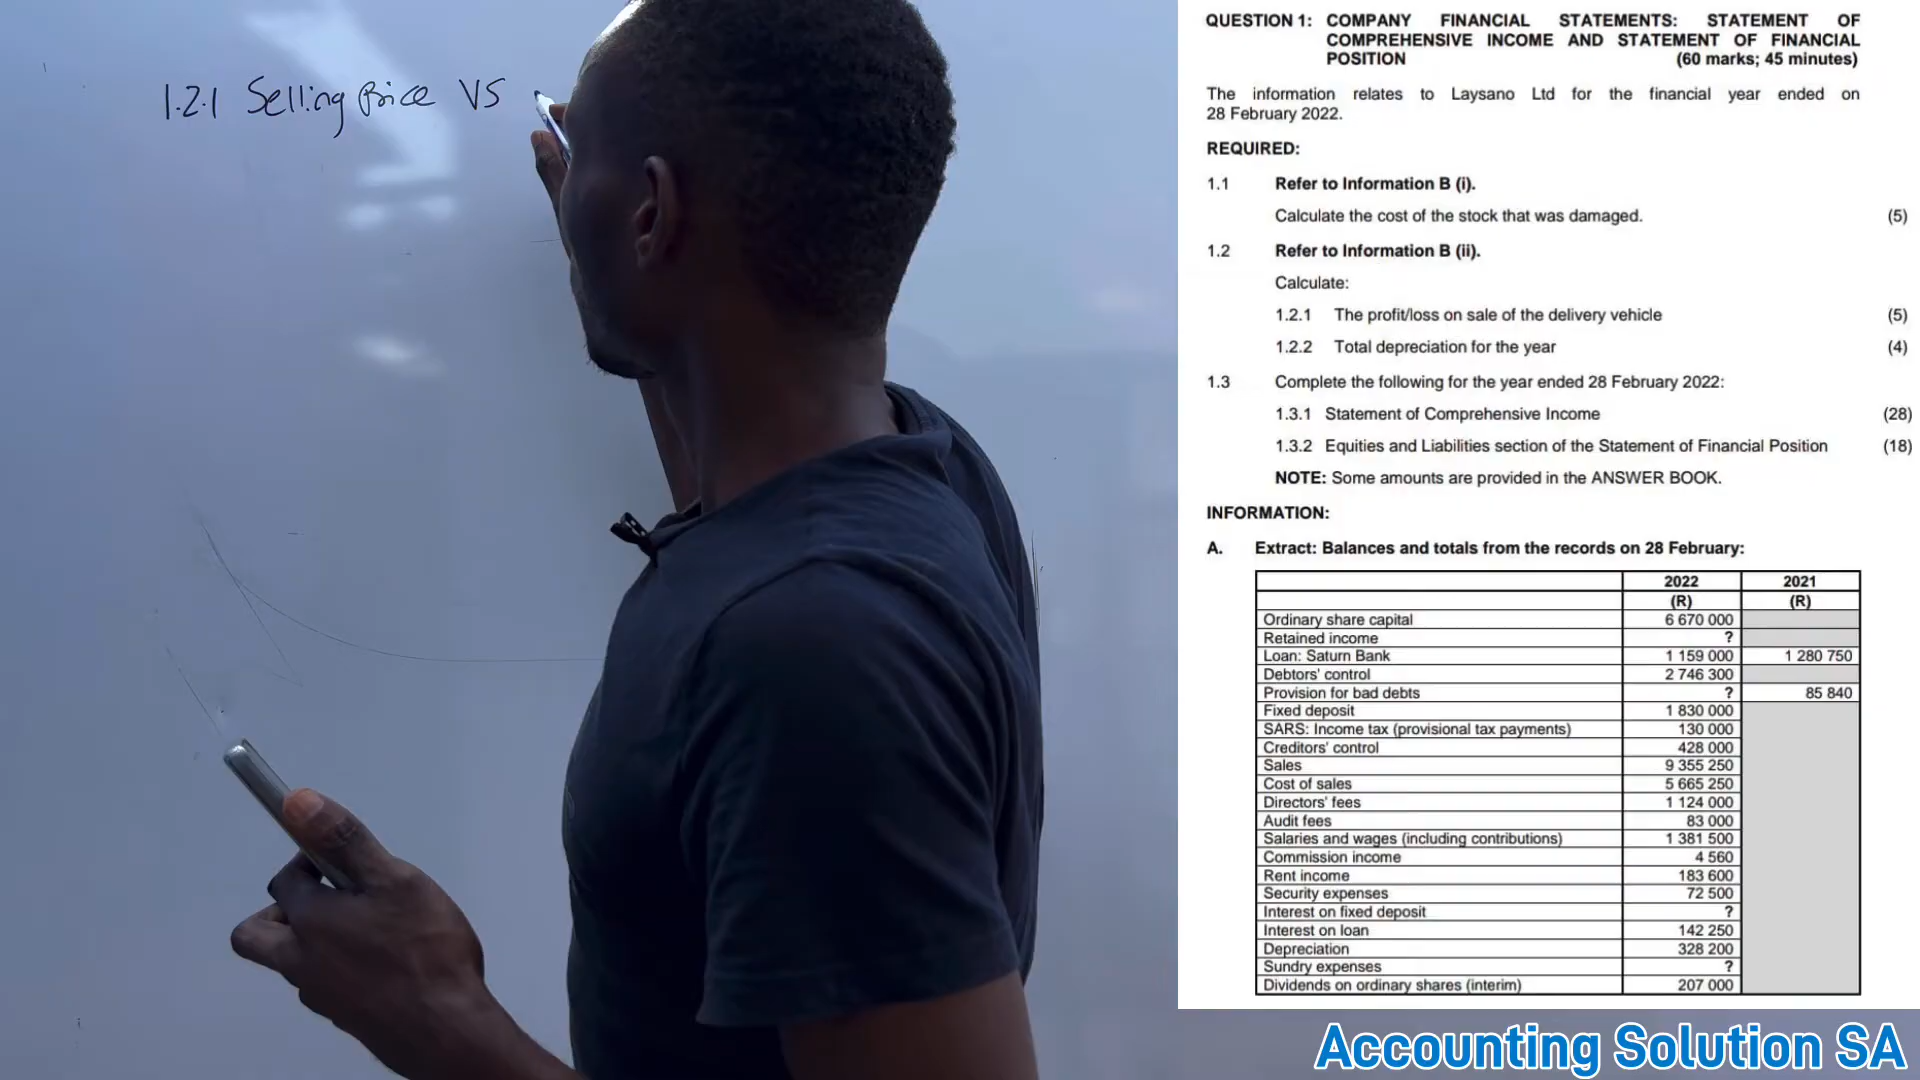 1.2.1 Selling Price VS
QUESTION 1: COMPANY FINANCIAL STATEMENTS: STATEMENT OF
COMPREHENSIVE INCOME AND STATEMENT OF FINANCIAL
POSITION (60 marks; 45 minutes)
The information relates to Laysano Ltd for the financial year ended on
28 February 2022.
REQUIRED:
1.1 Refer to Information B (i).
Calculate the cost of the stock that was damaged. (5)
1.2 Refer to Information B (ii).
Calculate:
1.2.1 The profit/loss on sale of the delivery vehicle (5)
1.2.2 Total depreciation for the year (4)
1.3 Complete the following for the year ended 28 February 2022:
1.3.1 Statement of Comprehensive Income (28)
1.3.2 Equities and Liabilities section of the Statement of Financial Position (18)
NOTE: Some amounts are provided in the ANSWER BOOK.
INFORMATION:
A. Extract: Balances and totals from the records on 28 February:
2022 2021
(R) (R)
Ordinary share capital 6 670 000
Retained income ?
Loan: Saturn Bank 1 159 000 1 280 750
Debtors' control 2 746 300
Provision for bad debts ? 85 840
Fixed deposit 1 830 000
SARS: Income tax (provisional tax payments) 130 000
Creditors' control 428 000
Sales 9 355 250
Cost of sales 5 665 250
Directors' fees 1 124 000
Audit fees 83 000
Salaries and wages (including contributions) 1 381 500
Commission income 4 560
Rent income 183 600
Security expenses 72 500
Interest on fixed deposit ?
Interest on loan 142 250
Depreciation 328 200
Sundry expenses ?
Dividends on ordinary shares (interim) 207 000
Accounting Solution SA